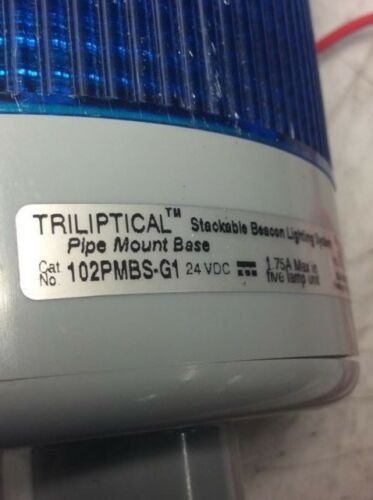 TRILIPTICAL™ Stackable Beacon Lighting System
Pipe Mount Base
Cat. No. 102PMBS-G1 24 VDC 1.75A Max in five lamp unit